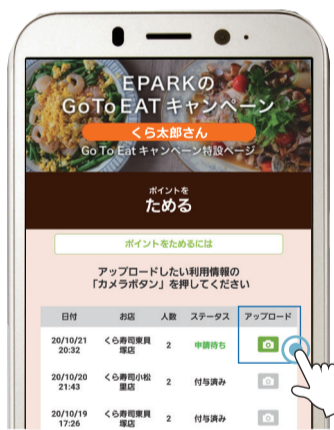 EPARKの
GoTo EAT キャンペーン
くら太郎さん
Go To Eat キャンペーン特設ページ
ポイントを
ためる
ポイントをためるには
アップロードしたい利用情報の
「カメラボタン」を押してください
日付 お店 人数 ステータス アップロード
20/10/21 くら寿司東貝 2 申請待ち
20:32 塚店
20/10/20 くら寿司小松 2 付与済み
21:43 里店
20/10/19 くら寿司東貝 2 付与済み
17:26 塚店